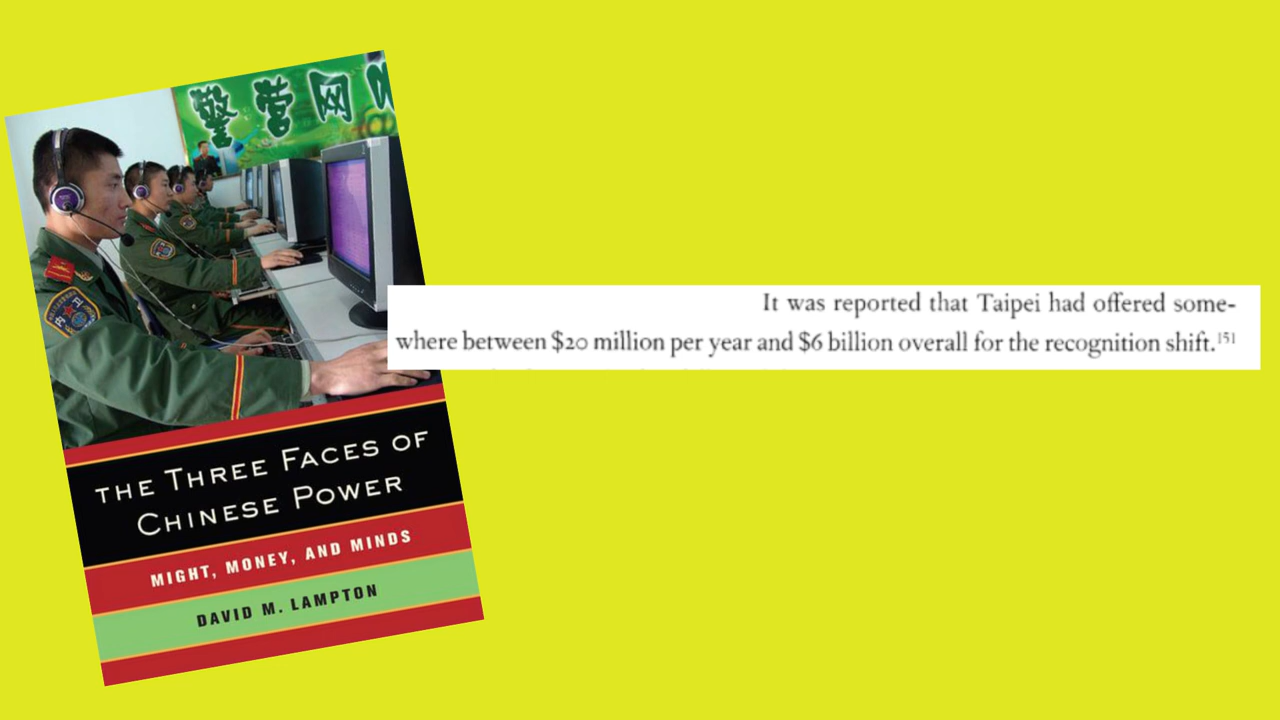 警营网
THE THREE FACES OF
CHINESE POWER
MIGHT, MONEY, AND MINDS
DAVID M. LAMPTON
It was reported that Taipei had offered some-
where between $20 million per year and $6 billion overall for the recognition shift.151